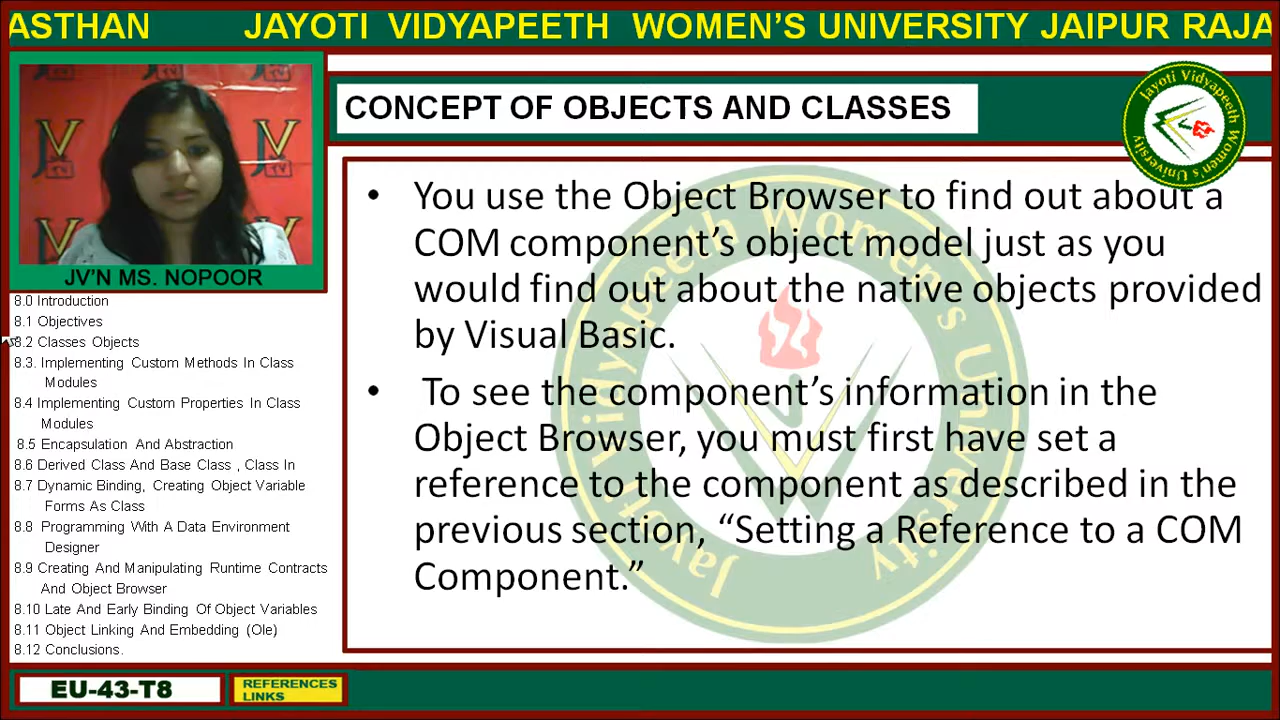 ASTHAN JAYOTI VIDYAPEETH WOMEN'S UNIVERSITY JAIPUR RAJA
CONCEPT OF OBJECTS AND CLASSES
Jayoti Vidyapeeth Women's University
JV'N MS. NOPOOR
8.0 Introduction
8.1 Objectives
8.2 Classes Objects
8.3. Implementing Custom Methods In Class
Modules
8.4 Implementing Custom Properties In Class
Modules
8.5 Encapsulation And Abstraction
8.6 Derived Class And Base Class , Class In
8.7 Dynamic Binding, Creating Object Variable
Forms As Class
8.8 Programming With A Data Environment
Designer
8.9 Creating And Manipulating Runtime Contracts
And Object Browser
8.10 Late And Early Binding Of Object Variables
8.11 Object Linking And Embedding (Ole)
8.12 Conclusions.
• You use the Object Browser to find out about a
COM component's object model just as you
would find out about the native objects provided
by Visual Basic.
• To see the component's information in the
Object Browser, you must first have set a
reference to the component as described in the
previous section, “Setting a Reference to a COM
Component.”
Jayoti Vidyapeeth Women's University
EU-43-T8
REFERENCES
LINKS